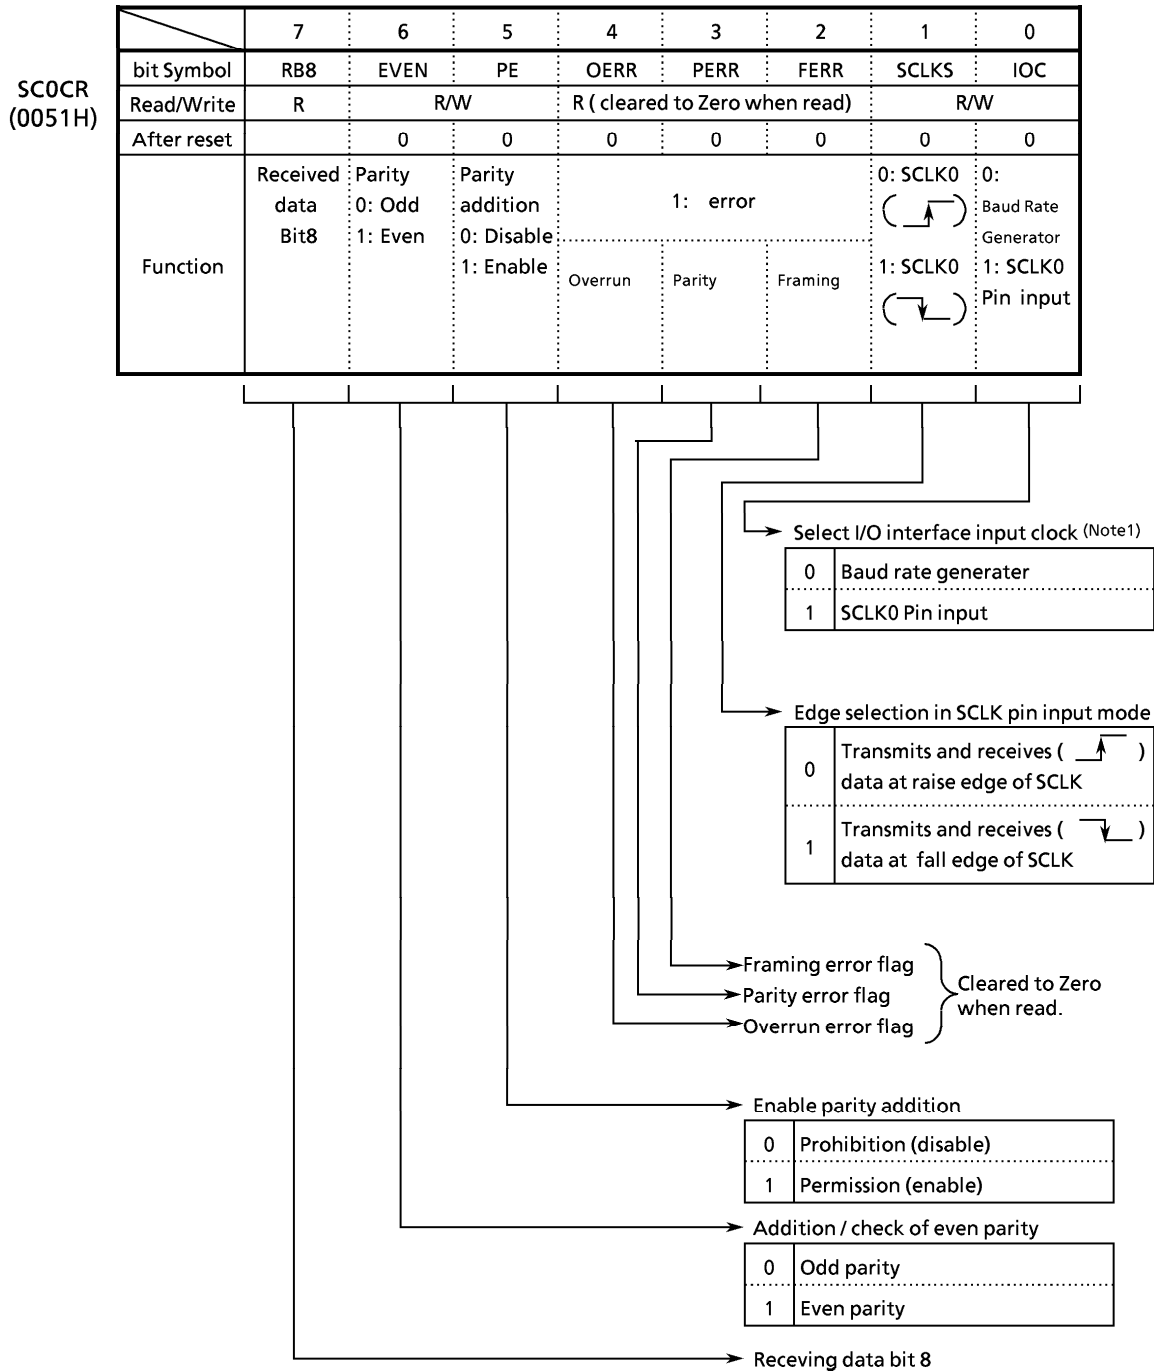 SC0CR
(0051H)
7 6 5 4 3 2 1 0
bit Symbol RB8 EVEN PE OERR PERR FERR SCLKS IOC
Read/Write R R/W R ( cleared to Zero when read) R/W
After reset 0 0 0 0 0 0 0
Function
Received
data
Bit8
Parity
0: Odd
1: Even
Parity
addition
0: Disable
1: Enable
1: error
Overrun
Parity
Framing
0: SCLK0
( )
1: SCLK0
( )
0:
Baud Rate
Generator
1: SCLK0
Pin input
Select I/O interface input clock (Note1)
0 Baud rate generater
1 SCLK0 Pin input
Edge selection in SCLK pin input mode
0 Transmits and receives ( )
data at raise edge of SCLK
1 Transmits and receives ( )
data at fall edge of SCLK
Framing error flag
Parity error flag
Overrun error flag
Cleared to Zero
when read.
Enable parity addition
0 Prohibition (disable)
1 Permission (enable)
Addition / check of even parity
0 Odd parity
1 Even parity
Receving data bit 8